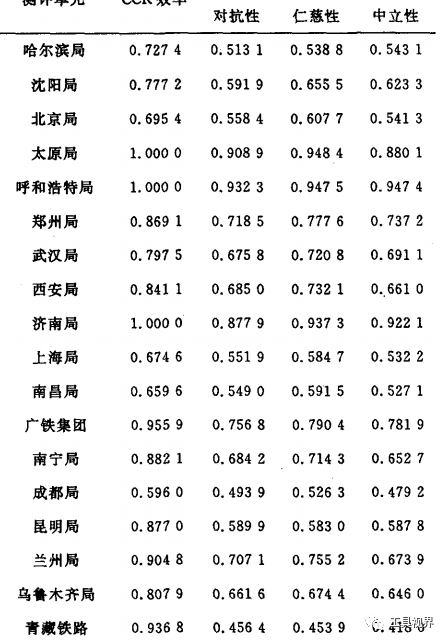 测评单元 CCR 效率
对抗性 仁慈性 中立性
哈尔滨局 0.727 4 0.513 1 0.538 8 0.543 1
沈阳局 0.777 2 0.591 9 0.655 5 0.623 3
北京局 0.695 4 0.558 4 0.607 7 0.541 3
太原局 1.000 0 0.908 9 0.948 4 0.880 1
呼和浩特局 1.000 0 0.932 3 0.947 5 0.947 4
郑州局 0.869 1 0.718 5 0.777 6 0.737 2
武汉局 0.797 5 0.675 8 0.720 8 0.691 1
西安局 0.841 1 0.685 0 0.732 1 0.661 0
济南局 1.000 0 0.877 9 0.937 3 0.922 1
上海局 0.674 6 0.551 9 0.584 7 0.532 2
南昌局 0.659 6 0.549 0 0.591 5 0.527 1
广铁集团 0.955 9 0.756 8 0.790 4 0.781 9
南宁局 0.882 1 0.684 2 0.714 3 0.652 7
成都局 0.596 0 0.493 9 0.526 3 0.479 2
昆明局 0.877 0 0.589 9 0.583 0 0.587 8
兰州局 0.904 8 0.707 1 0.755 2 0.673 9
乌鲁木齐局 0.807 9 0.661 6 0.674 4 0.646 0
青藏铁路 0.936 8 0.456 4 0.453 9
工具视界